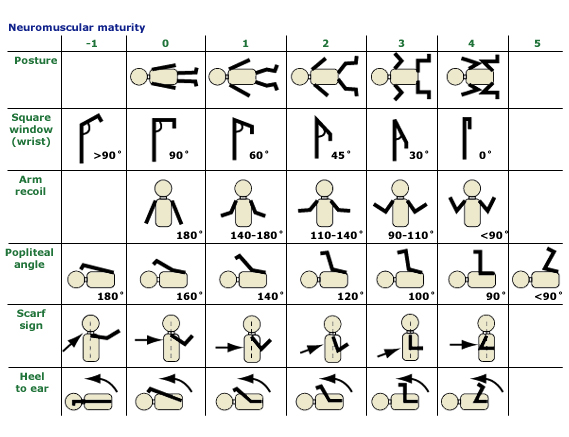 Neuromuscular maturity
-1 0 1 2 3 4 5
Posture
Square
window
(wrist)
>90° 90° 60° 45° 30° 0°
Arm
recoil
180° 140-180° 110-140° 90-110° <90°
Popliteal
angle
180° 160° 140° 120° 100° 90° <90°
Scarf
sign
Heel
to ear